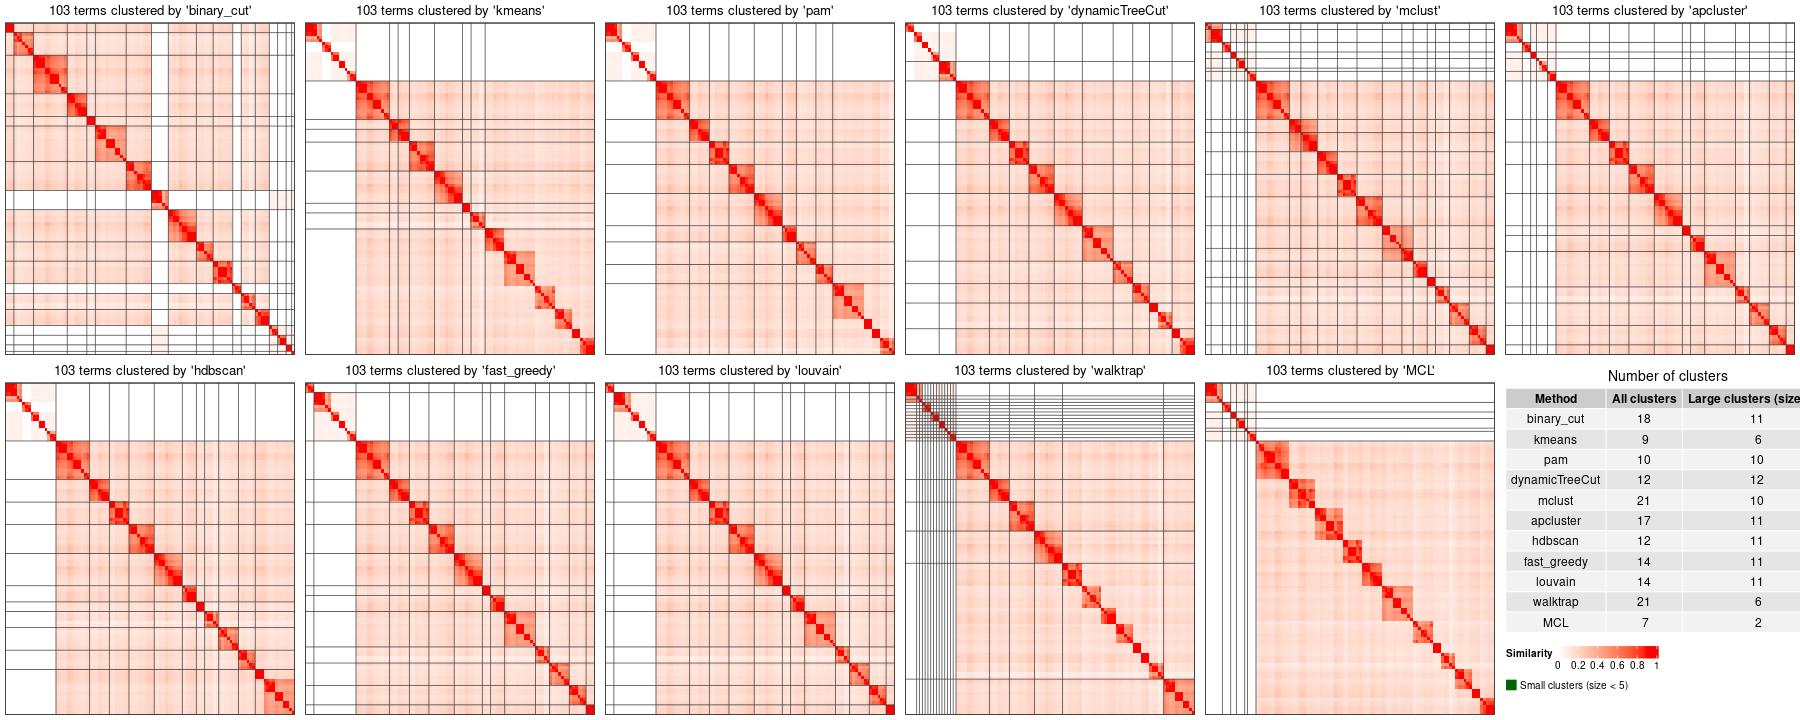 103 terms clustered by 'binary_cut'
103 terms clustered by 'kmeans'
103 terms clustered by 'pam'
103 terms clustered by 'dynamicTreeCut'
103 terms clustered by 'mclust'
103 terms clustered by 'apcluster'
103 terms clustered by 'hdbscan'
103 terms clustered by 'fast_greedy'
103 terms clustered by 'louvain'
103 terms clustered by 'walktrap'
103 terms clustered by 'MCL'
Number of clusters
Method All clusters Large clusters (size
binary_cut 18 11
kmeans 9 6
pam 10 10
dynamicTreeCut 12 12
mclust 21 10
apcluster 17 11
hdbscan 12 11
fast_greedy 14 11
louvain 14 11
walktrap 21 6
MCL 7 2
Similarity
0 0.2 0.4 0.6 0.8 1
Small clusters (size < 5)